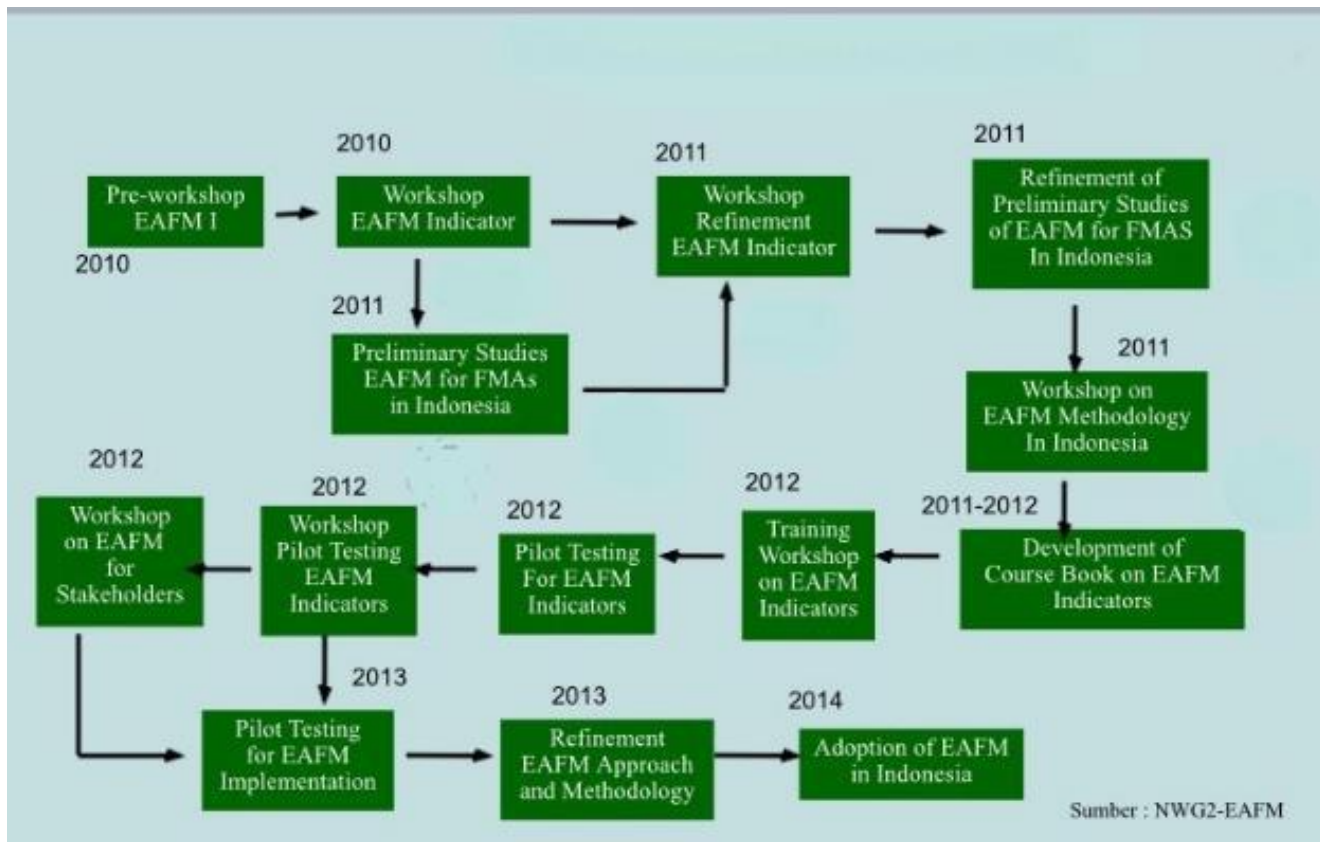 2010
Pre-workshop
EAFM I
2010
Workshop
EAFM Indicator
2011
Workshop
Refinement
EAFM Indicator
2011
Refinement of
Preliminary Studies
of EAFM for FMAS
In Indonesia
2011
Preliminary Studies
EAFM for FMAs
in Indonesia
2011
Workshop on
EAFM Methodology
In Indonesia
2011-2012
Development of
Course Book on EAFM
Indicators
2012
Training
Workshop
on EAFM
Indicators
2012
Pilot Testing
For EAFM
Indicators
2012
Workshop
Pilot Testing
EAFM
Indicators
2012
Workshop
on EAFM
for
Stakeholders
2013
Pilot Testing
for EAFM
Implementation
2013
Refinement
EAFM Approach
and Methodology
2014
Adoption of EAFM
in Indonesia
Sumber : NWG2-EAFM